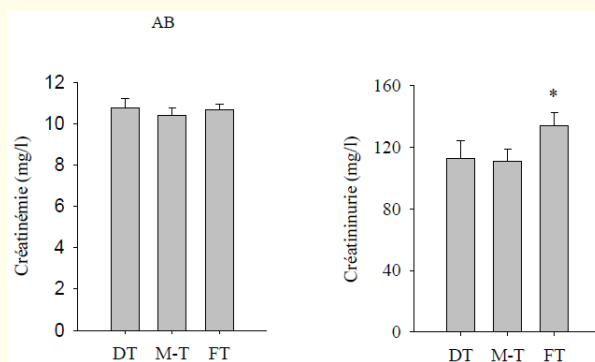 AB
Créatinémie (mg/l)
12
10
8
6
4
2
0
DT M-T FT
Créatininurie (mg/l)
160
120
80
40
0
*
DT M-T FT